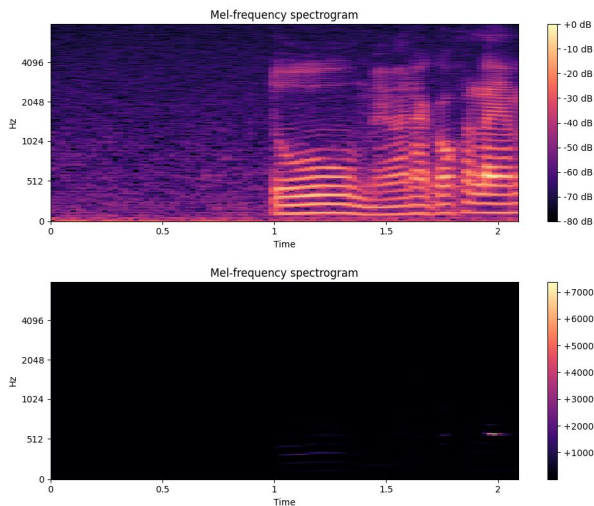 Mel-frequency spectrogram
+0 dB
-10 dB
-20 dB
-30 dB
-40 dB
-50 dB
-60 dB
-70 dB
-80 dB
4096
2048
1024
512
0
Hz
0 0.5 1 1.5 2
Time
Mel-frequency spectrogram
+7000
+6000
+5000
+4000
+3000
+2000
+1000
4096
2048
1024
512
0
Hz
0 0.5 1 1.5 2
Time